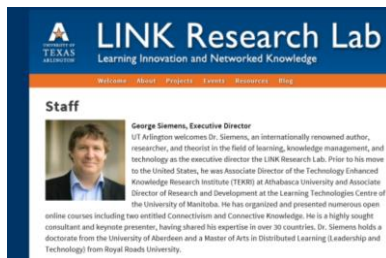 UNIVERSITY OF
TEXAS
ARLINGTON
LINK Research Lab
Learning Innovation and Networked Knowledge
Welcome About Projects Events Resources Blog
Staff
George Siemens, Executive Director
UT Arlington welcomes Dr. Siemens, an internationally renowned author,
researcher, and theorist in the field of learning, knowledge management, and
technology as the executive director the LINK Research Lab. Prior to his move
to the United States, he was Associate Director of the Technology Enhanced
Knowledge Research Institute (TEKRI) at Athabasca University and Associate
Director of Research and Development at the Learning Technologies Centre of
the University of Manitoba. He has organized and presented numerous open
online courses including two entitled Connectivism and Connective Knowledge. He is a highly sought
consultant and keynote presenter, having shared his expertise in over 30 countries. Dr. Siemens holds a
doctorate from the University of Aberdeen and a Master of Arts in Distributed Learning (Leadership and
Technology) from Royal Roads University.